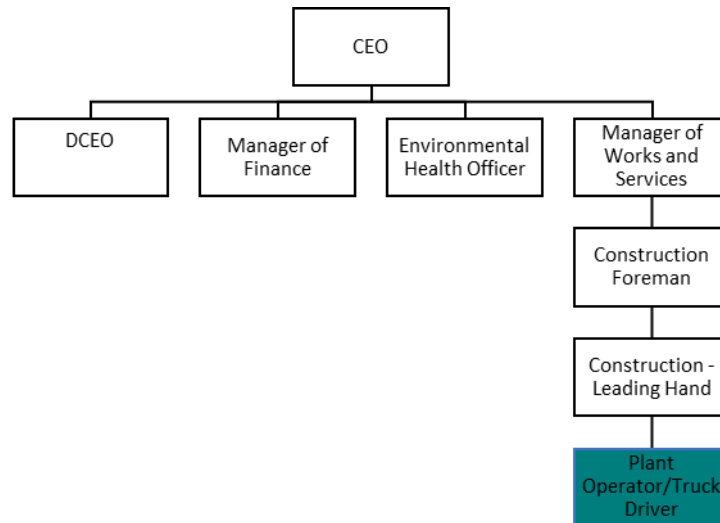 CEO
DCEO
Manager of
Finance
Environmental
Health Officer
Manager of
Works and
Services
Construction
Foreman
Construction -
Leading Hand
Plant
Operator/Truck
Driver